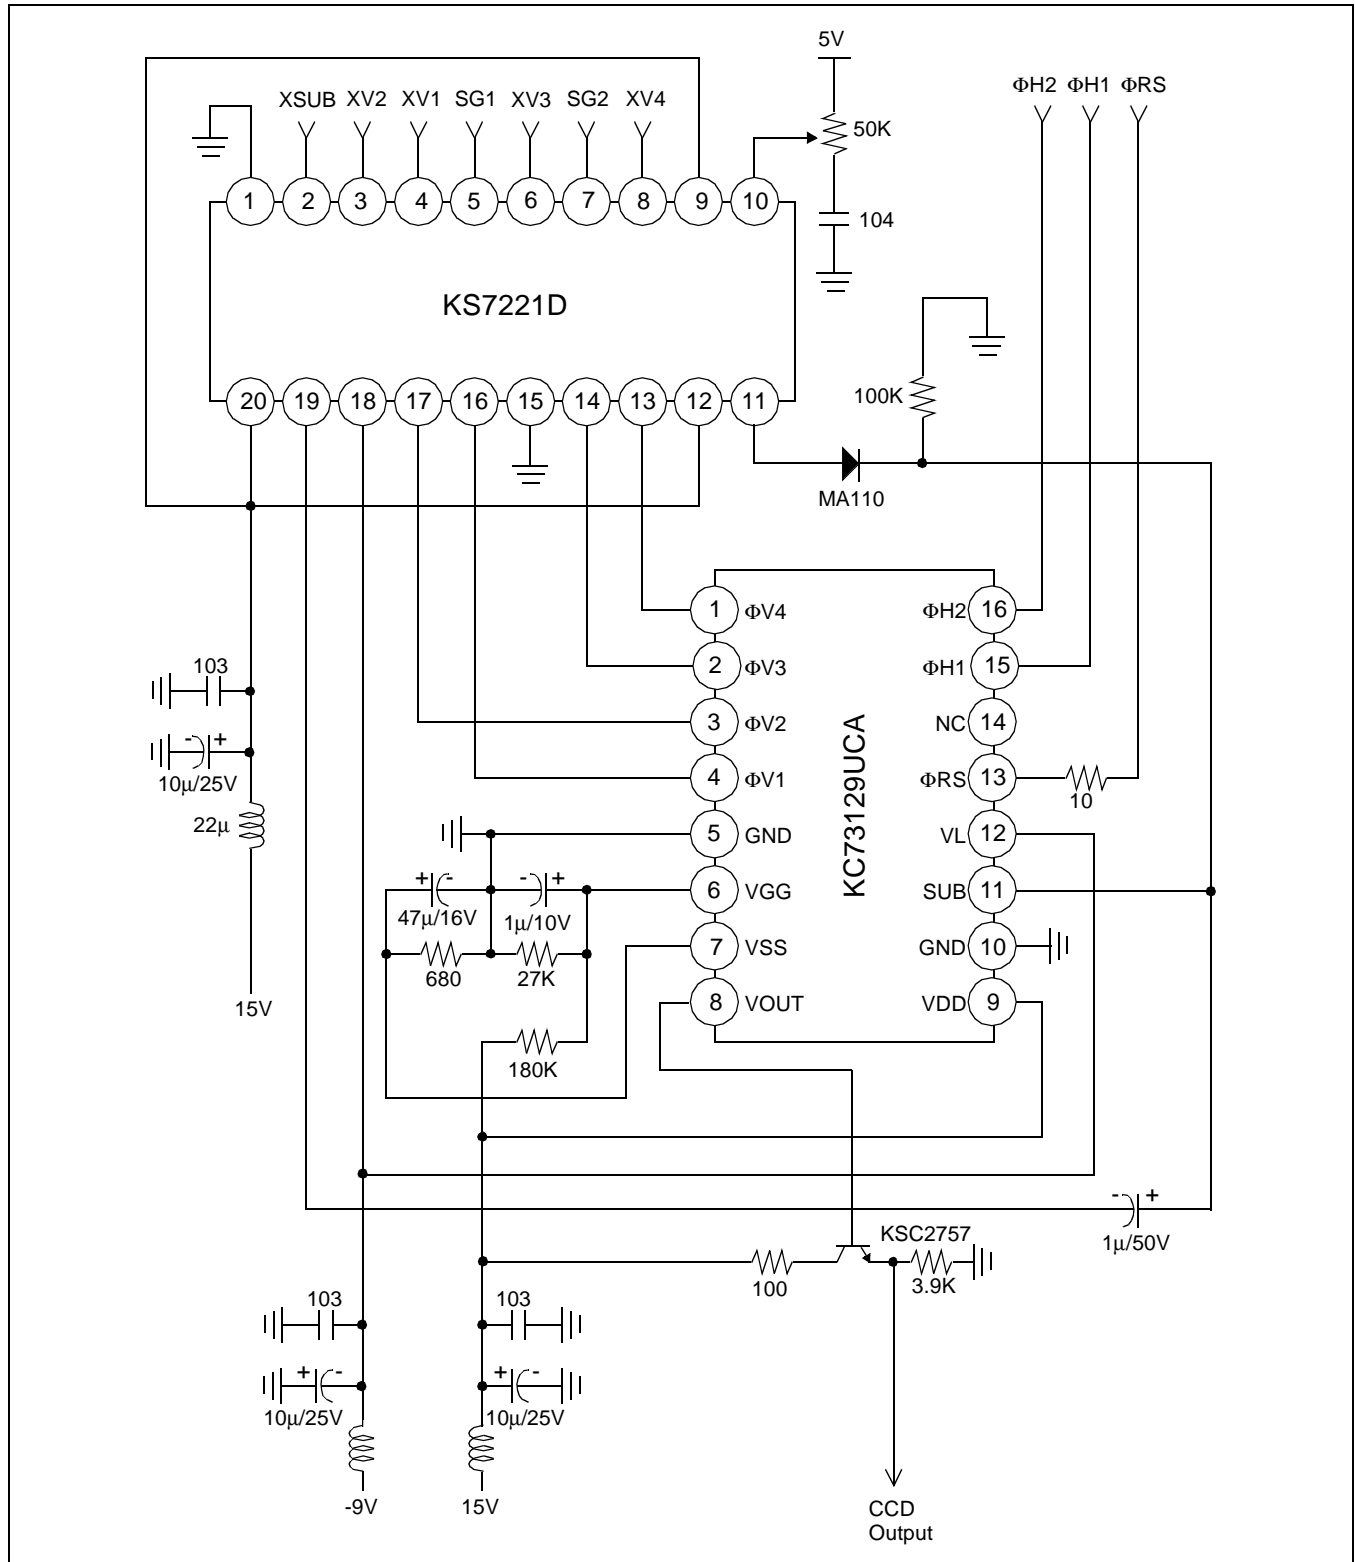 5V
ΦH2 ΦH1 ΦRS
XSUB XV2 XV1 SG1 XV3 SG2 XV4
50K
1 2 3 4 5 6 7 8 9 10
104
KS7221D
100K
20 19 18 17 16 15 14 13 12 11
MA110
1 ΦV4 ΦH2 16
2 ΦV3 ΦH1 15
103
3 ΦV2 NC 14
10µ/25V - +
4 ΦV1 ΦRS 13
10
22µ
5 GND VL 12
KC73129UCA
+ - - +
6 VGG SUB 11
47µ/16V 1µ/10V
7 VSS GND 10
680 27K
8 VOUT VDD 9
15V
180K
- +
1µ/50V
KSC2757
100 3.9K
103 103
+ - + -
10µ/25V 10µ/25V
-9V 15V
CCD
Output